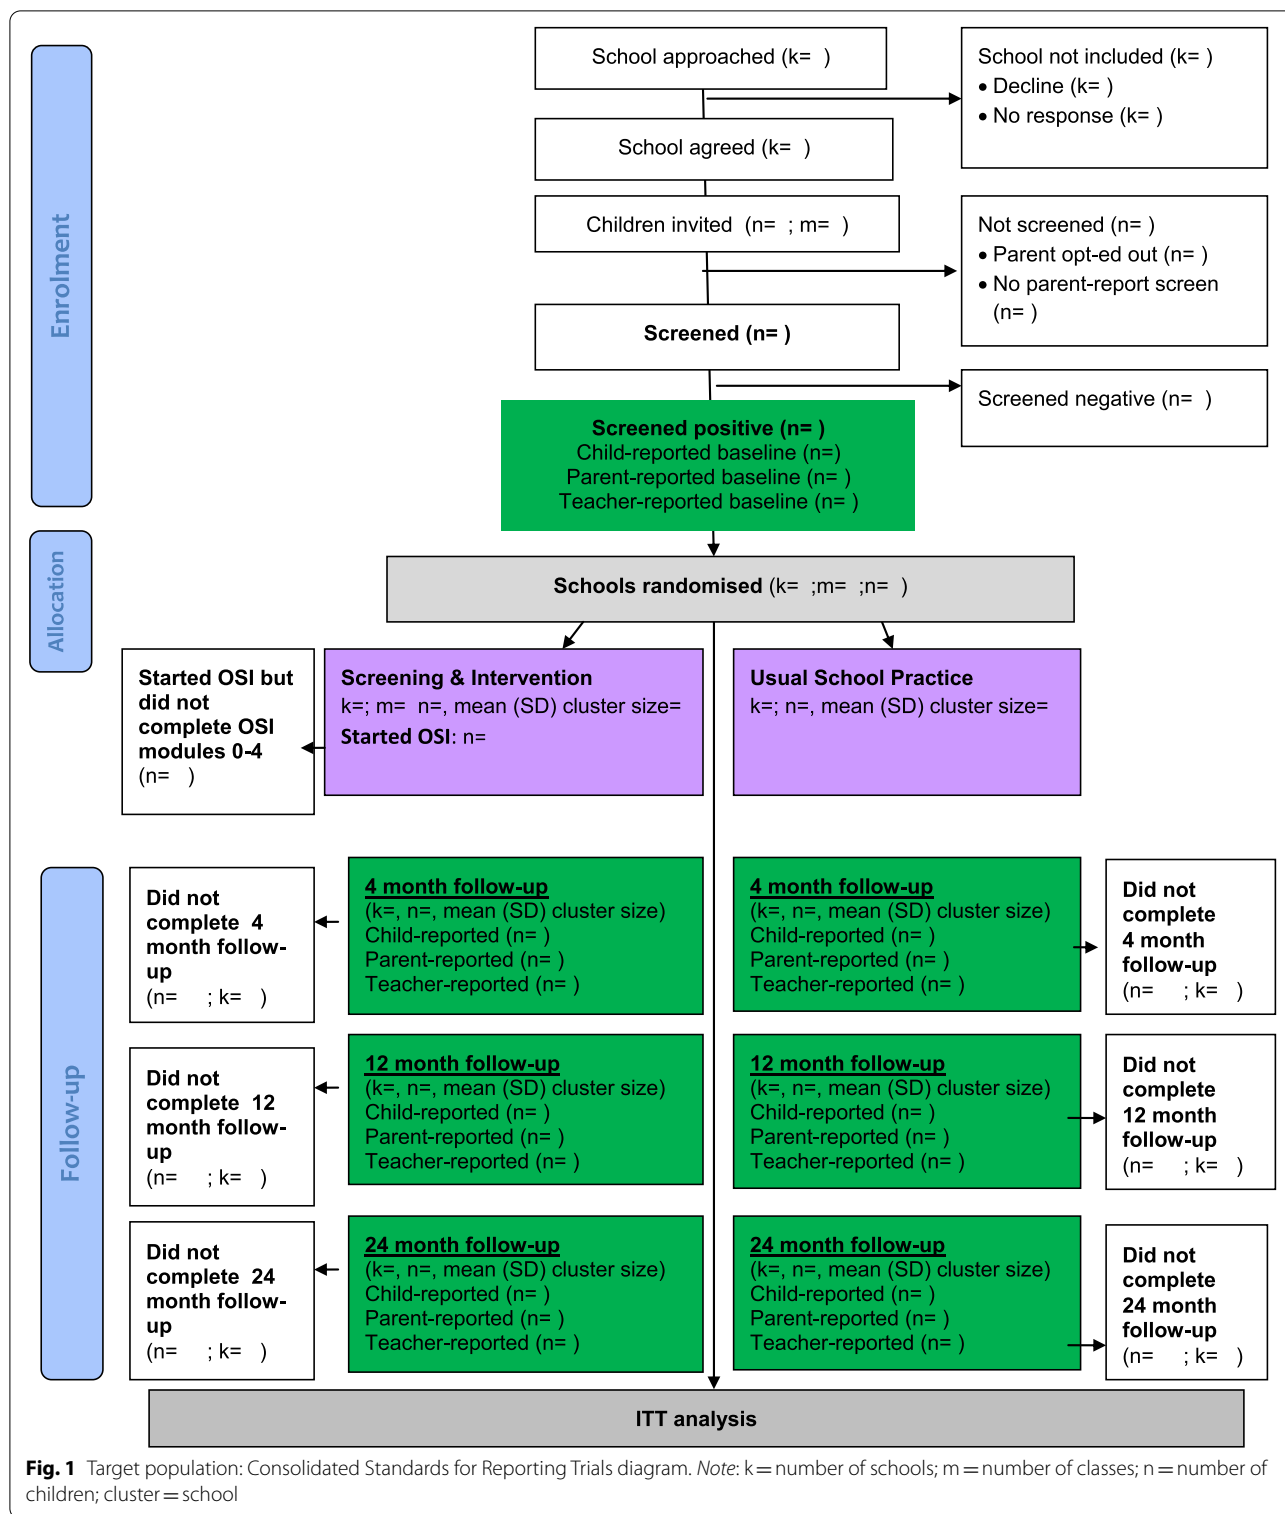 Enrolment
School approached (k=  )
School not included (k= )
• Decline (k= )
• No response (k= )
School agreed (k=  )
Children invited  (n=  ; m=  )
Not screened (n= )
• Parent opt-ed out (n= )
• No parent-report screen
(n= )
Screened (n= )
Screened negative (n=  )
Screened positive (n= )
Child-reported baseline (n=)
Parent-reported baseline (n= )
Teacher-reported baseline (n= )
Allocation
Schools randomised (k=  ;m=  ;n=  )
Started OSI but
did not
complete OSI
modules 0-4
(n=   )
Screening & Intervention
k=; m=  n=, mean (SD) cluster size=
Started OSI: n=
Usual School Practice
k=; n=, mean (SD) cluster size=
Follow-up
Did not
complete  4
month follow-
up
(n=     ; k=   )
4 month follow-up
(k=, n=, mean (SD) cluster size)
Child-reported (n= )
Parent-reported (n= )
Teacher-reported (n= )
4 month follow-up
(k=, n=, mean (SD) cluster size)
Child-reported (n= )
Parent-reported (n= )
Teacher-reported (n= )
Did not
complete
4 month
follow-up
(n=     ; k=   )
Did not
complete  12
month follow-
up
(n=     ; k=   )
12 month follow-up
(k=, n=, mean (SD) cluster size)
Child-reported (n= )
Parent-reported (n= )
Teacher-reported (n= )
12 month follow-up
(k=, n=, mean (SD) cluster size)
Child-reported (n= )
Parent-reported (n= )
Teacher-reported (n= )
Did not
complete
12 month
follow-up
(n=     ; k=   )
Did not
complete  24
month follow-
up
(n=     ; k=   )
24 month follow-up
(k=, n=, mean (SD) cluster size)
Child-reported (n= )
Parent-reported (n= )
Teacher-reported (n= )
24 month follow-up
(k=, n=, mean (SD) cluster size)
Child-reported (n= )
Parent-reported (n= )
Teacher-reported (n= )
Did not
complete
24 month
follow-up
(n=     ; k=   )
ITT analysis
Fig. 1  Target population: Consolidated Standards for Reporting Trials diagram. Note: k = number of schools; m = number of classes; n = number of
children; cluster = school